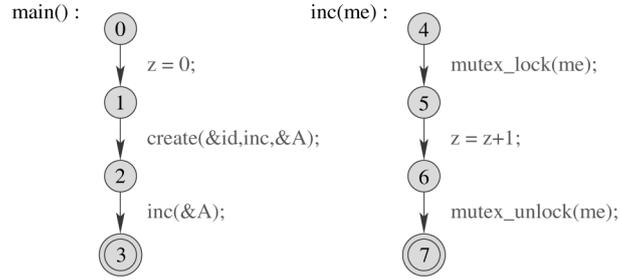 main() :
0
z = 0;
1
create(&id,inc,&A);
2
inc(&A);
3
inc(me) :
4
mutex_lock(me);
5
z = z+1;
6
mutex_unlock(me);
7